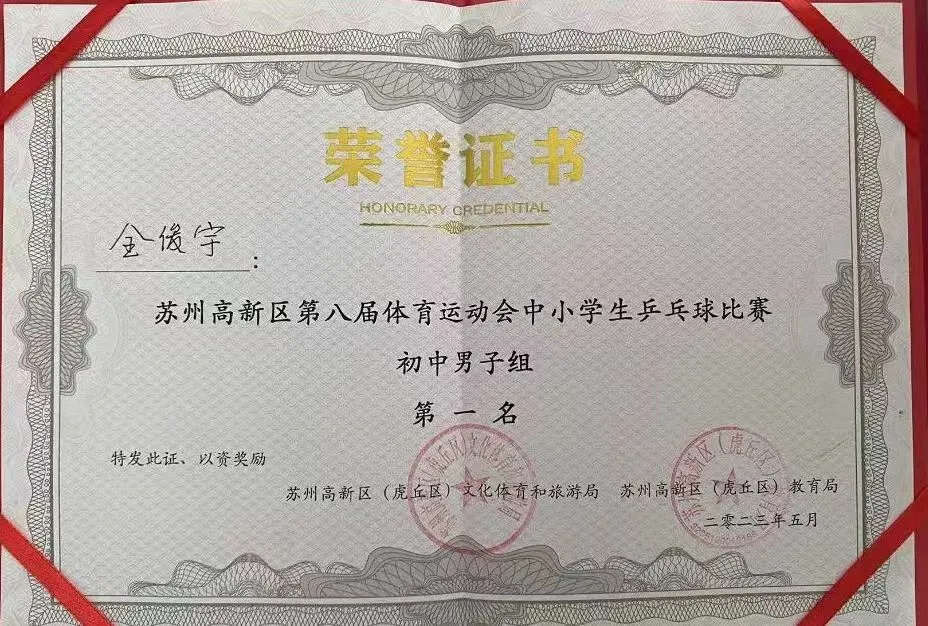 荣誉证书
HONORARY CREDENTIAL
全俊宇：
苏州高新区第八届体育运动会中小学生乒乓球比赛
初中男子组
第一名
特发此证、以资奖励
苏州高新区（虎丘区）文化体育和旅游局 苏州高新区（虎丘区）教育局
二零二三年五月